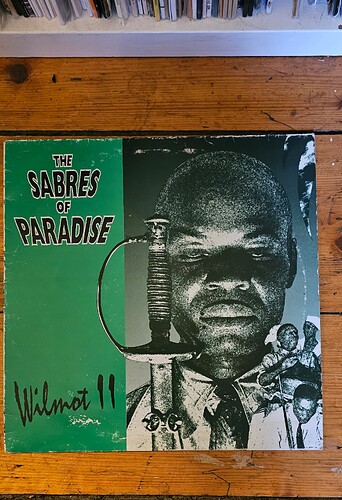 THE
SABRES
OF
PARADISE
Wilmot II